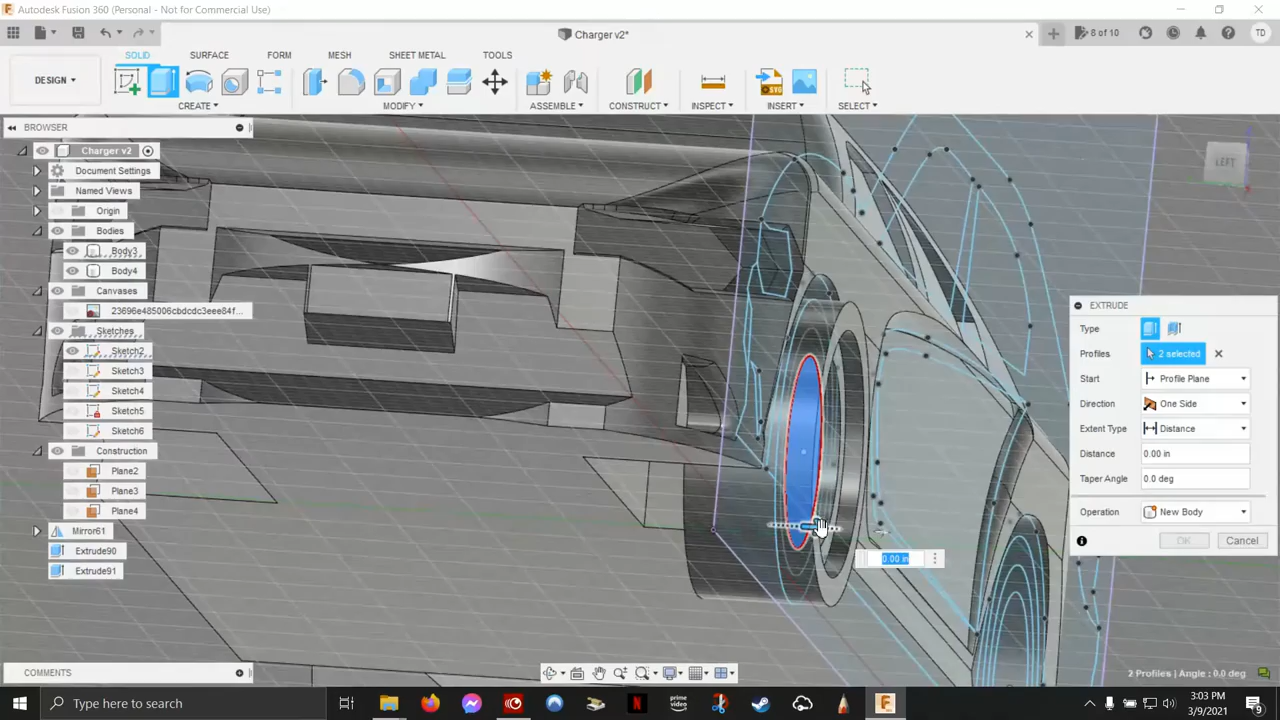 Autodesk Fusion 360 (Personal - Not for Commercial Use)
Charger v2*
8 of 10
TD
DESIGN
SOLID
SURFACE
FORM
MESH
SHEET METAL
TOOLS
SVG
CREATE
MODIFY
ASSEMBLE
CONSTRUCT
INSPECT
INSERT
SELECT
BROWSER
Charger v2
Document Settings
Named Views
Origin
Bodies
Body3
Body4
Canvases
23696e485006cbdcdc3eee84f...
Sketches
Sketch2
Sketch3
Sketch4
Sketch5
Sketch6
Construction
Plane2
Plane3
Plane4
Mirror61
Extrude90
Extrude91
LEFT
EXTRUDE
Type
Profiles
2 selected
Start
Profile Plane
Direction
One Side
Extent Type
Distance
Distance
0.00 in
Taper Angle
0.0 deg
Operation
New Body
OK
Cancel
0.00 in
COMMENTS
2 Profiles | Angle : 0.0 deg
Type here to search
prime
video
3:03 PM
3/9/2021